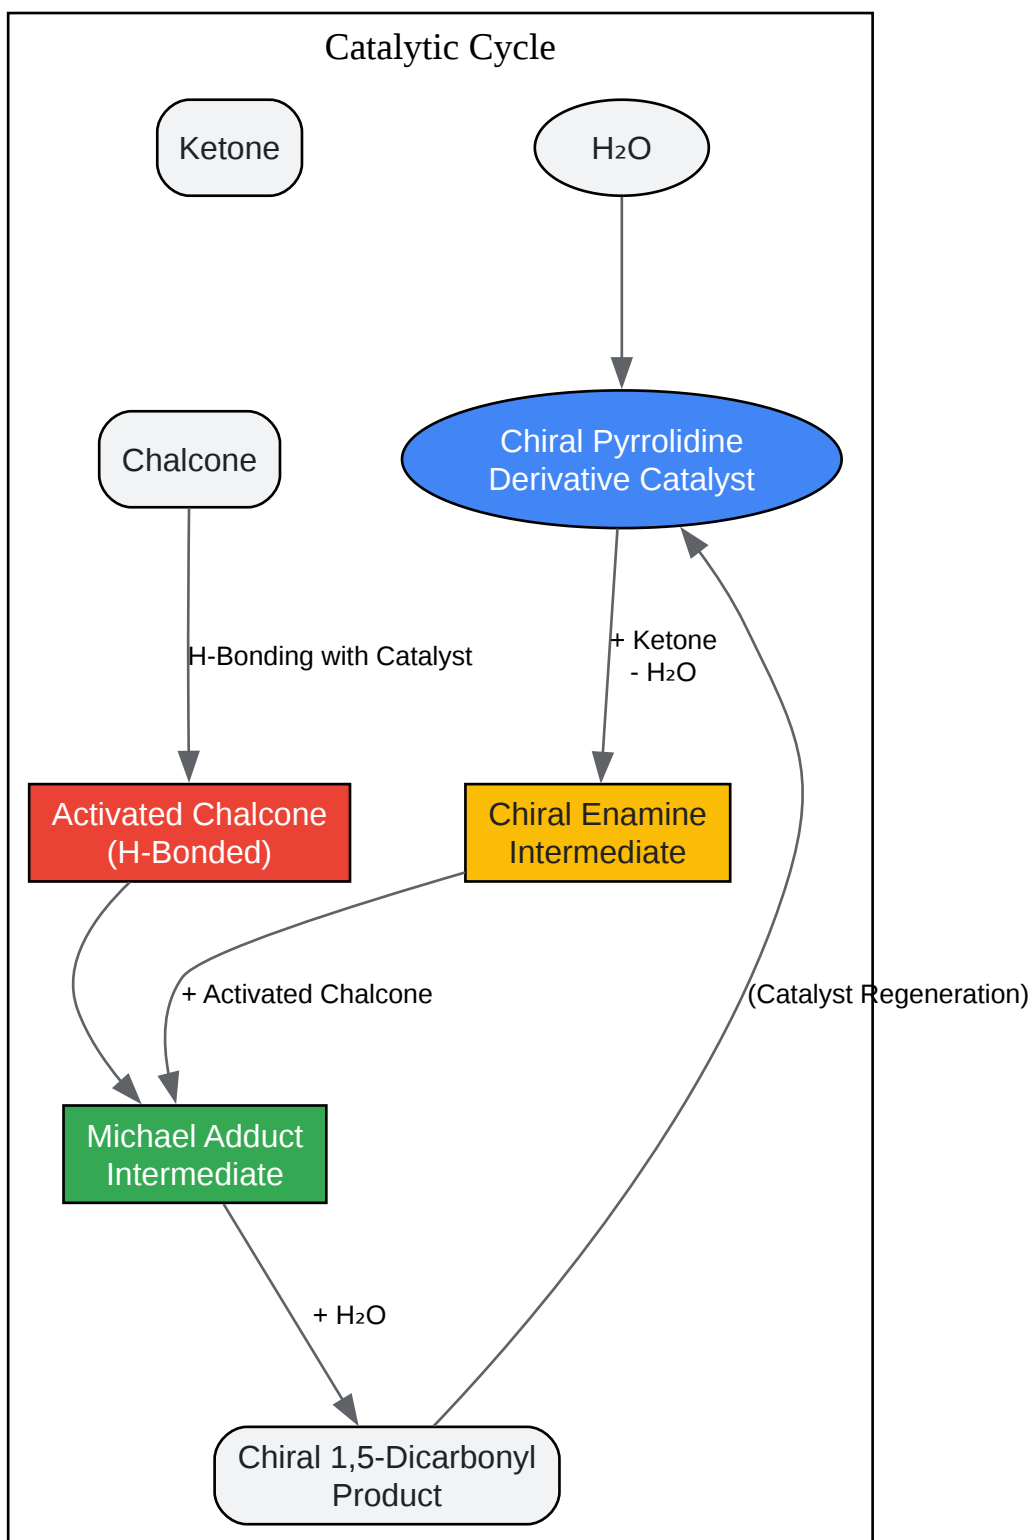 Catalytic Cycle
Ketone
H₂O
Chalcone
Chiral Pyrrolidine
Derivative Catalyst
H-Bonding with Catalyst
+ Ketone
- H₂O
Activated Chalcone
(H-Bonded)
Chiral Enamine
Intermediate
+ Activated Chalcone
(Catalyst Regeneration)
Michael Adduct
Intermediate
+ H₂O
Chiral 1,5-Dicarbonyl
Product